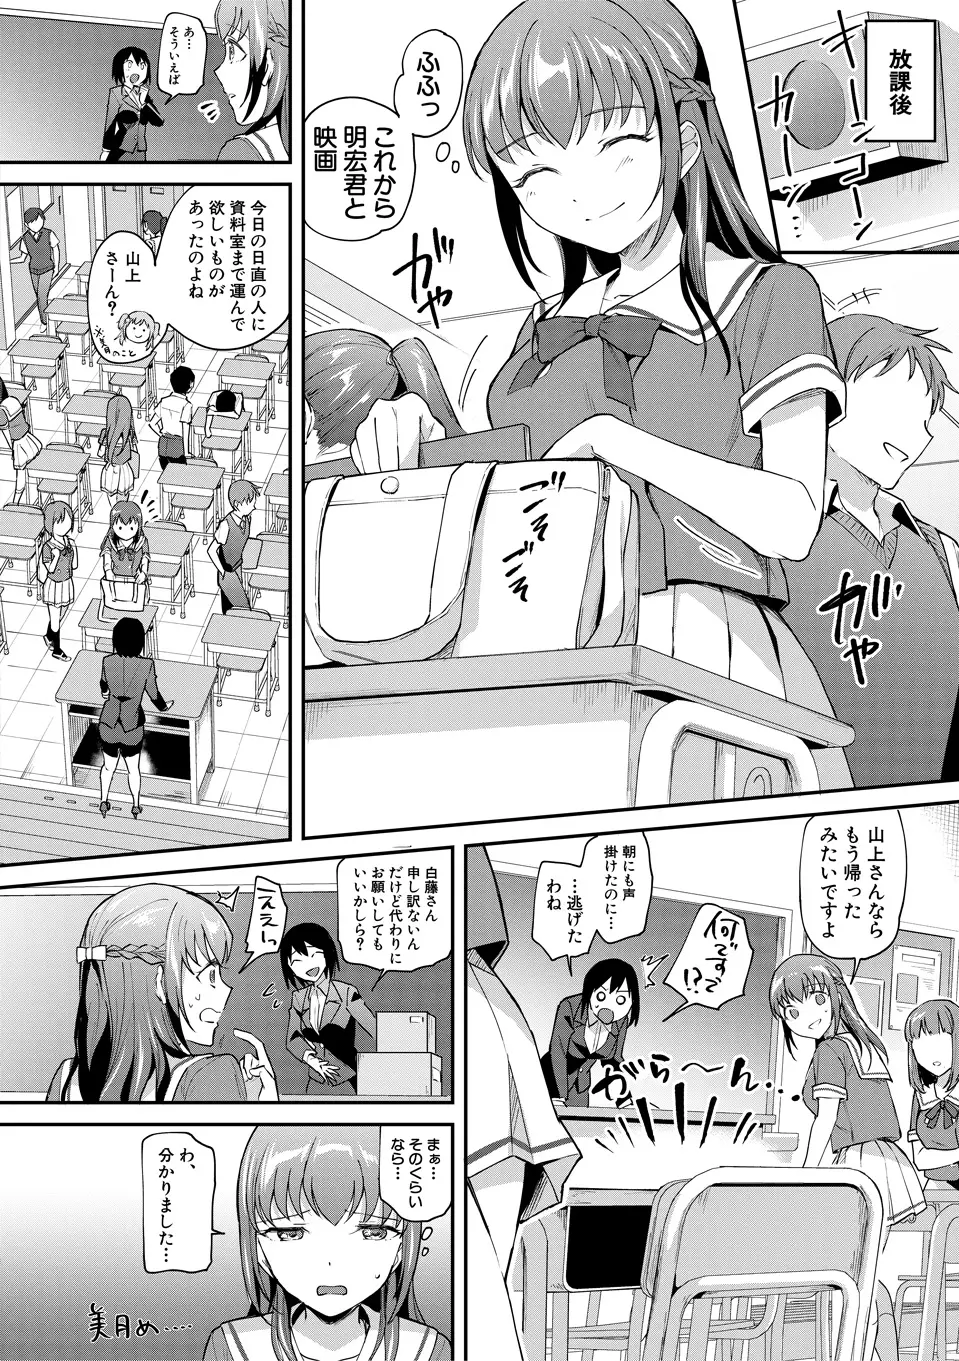 放課後
キーンコーン
ふふっ
これから
明宏君と
映画
ガヤ
ごそ
ごそ
ガヤ
あ…
そういえば
今日の日直の人に
資料室まで運んで
欲しいものが
あったのよね
山上
さーん?
※美月のこと
山上さんなら
もう帰った
みたいですよ
何ですって
!?
朝にも声
掛けたのに…
…逃げた
わね
がら〜ん…
白藤さん
申し訳ないん
だけど代わりに
お願いしても
いいかしら?
ええっ
まぁ…
そのくらい
なら…
わ、
分かりました…
美月め‥‥